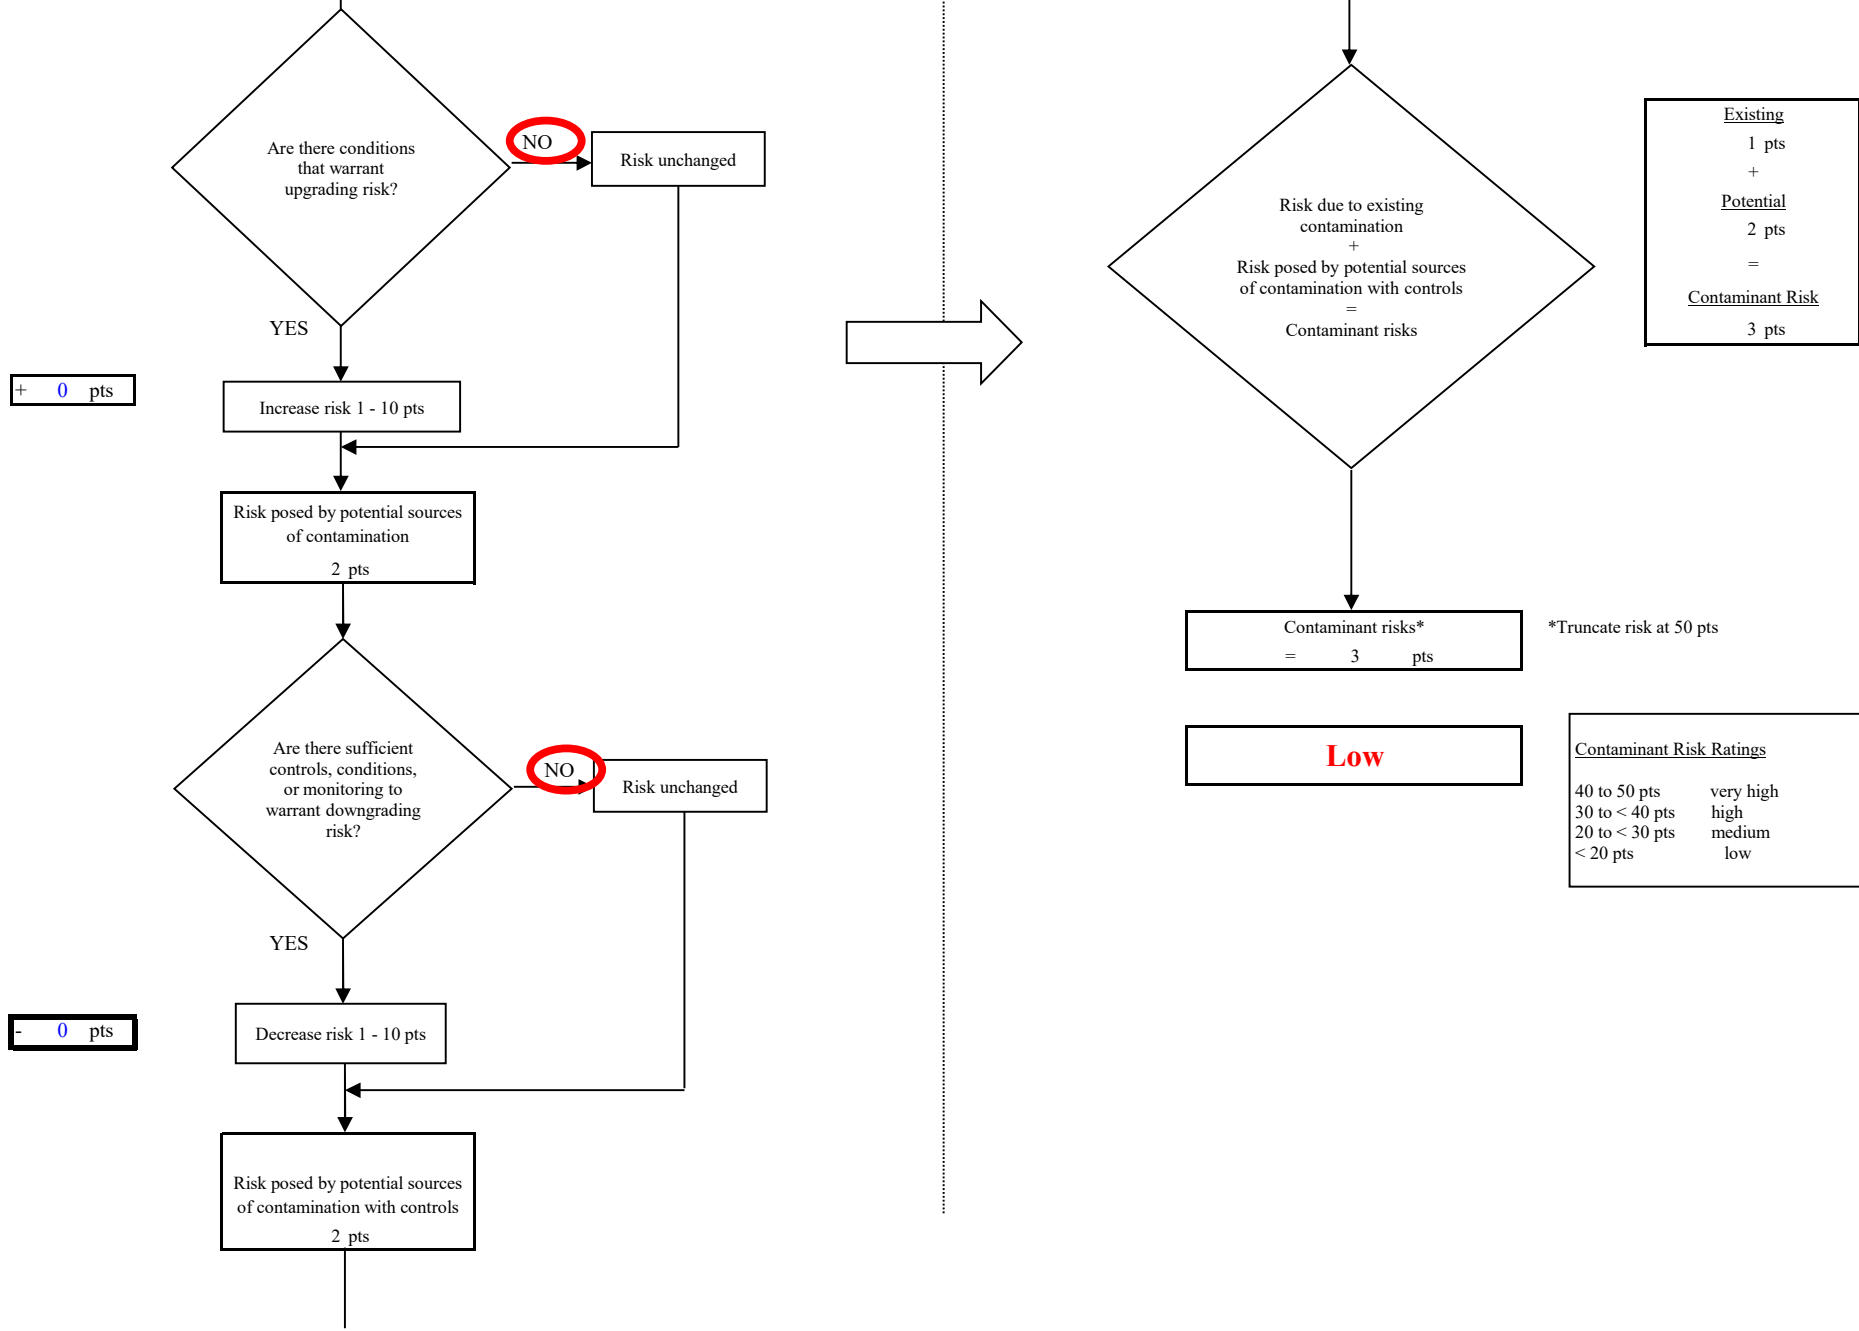 Are there conditions
that warrant
upgrading risk?
NO
Risk unchanged
YES
+ 0 pts
Increase risk 1 - 10 pts
Risk posed by potential sources
of contamination
2 pts
Are there sufficient
controls, conditions,
or monitoring to
warrant downgrading
risk?
NO
Risk unchanged
YES
- 0 pts
Decrease risk 1 - 10 pts
Risk posed by potential sources
of contamination with controls
2 pts
Risk due to existing
contamination
+
Risk posed by potential sources
of contamination with controls
=
Contaminant risks
Existing
1 pts
+
Potential
2 pts
=
Contaminant Risk
3 pts
Contaminant risks*
= 3 pts
*Truncate risk at 50 pts
Low
Contaminant Risk Ratings
40 to 50 pts very high
30 to < 40 pts high
20 to < 30 pts medium
< 20 pts low